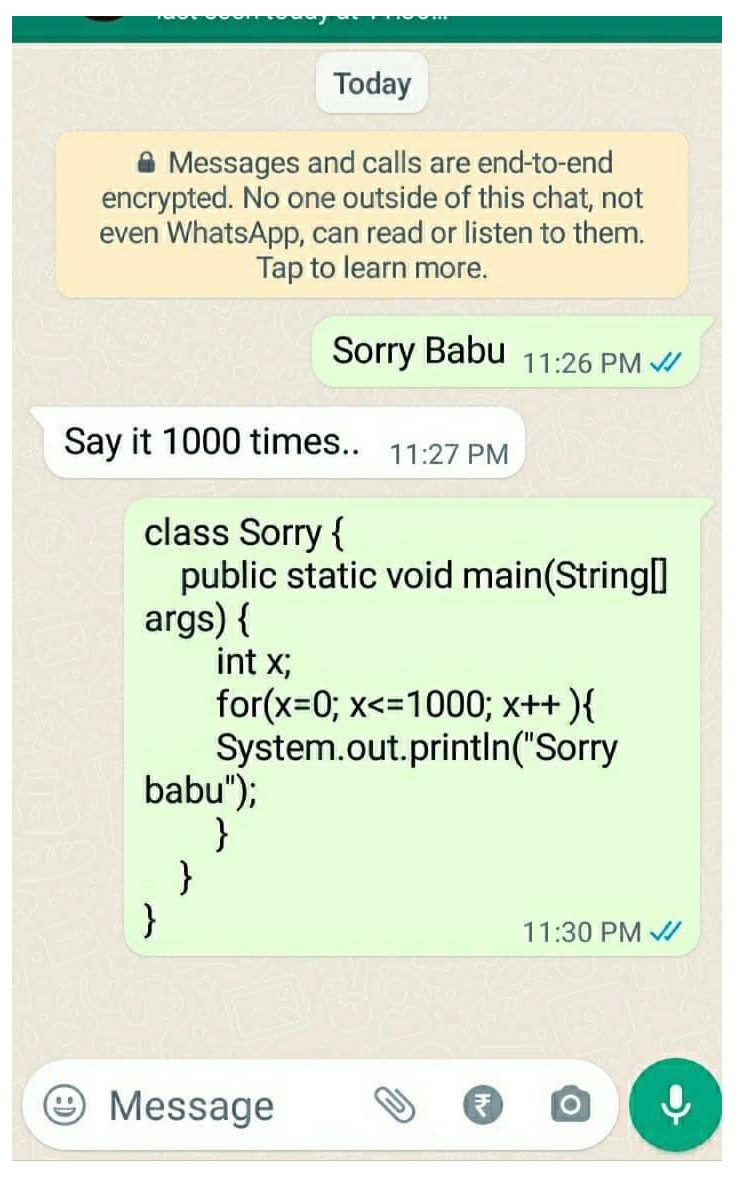 Today
Messages and calls are end-to-end
encrypted. No one outside of this chat, not
even WhatsApp, can read or listen to them.
Tap to learn more.
Sorry Babu 11:26 PM
Say it 1000 times.. 11:27 PM
class Sorry {
public static void main(String[]
args) {
int x;
for(x=0; x<=1000; x++ ){
System.out.println("Sorry
babu");
}
}
}
11:30 PM
Message